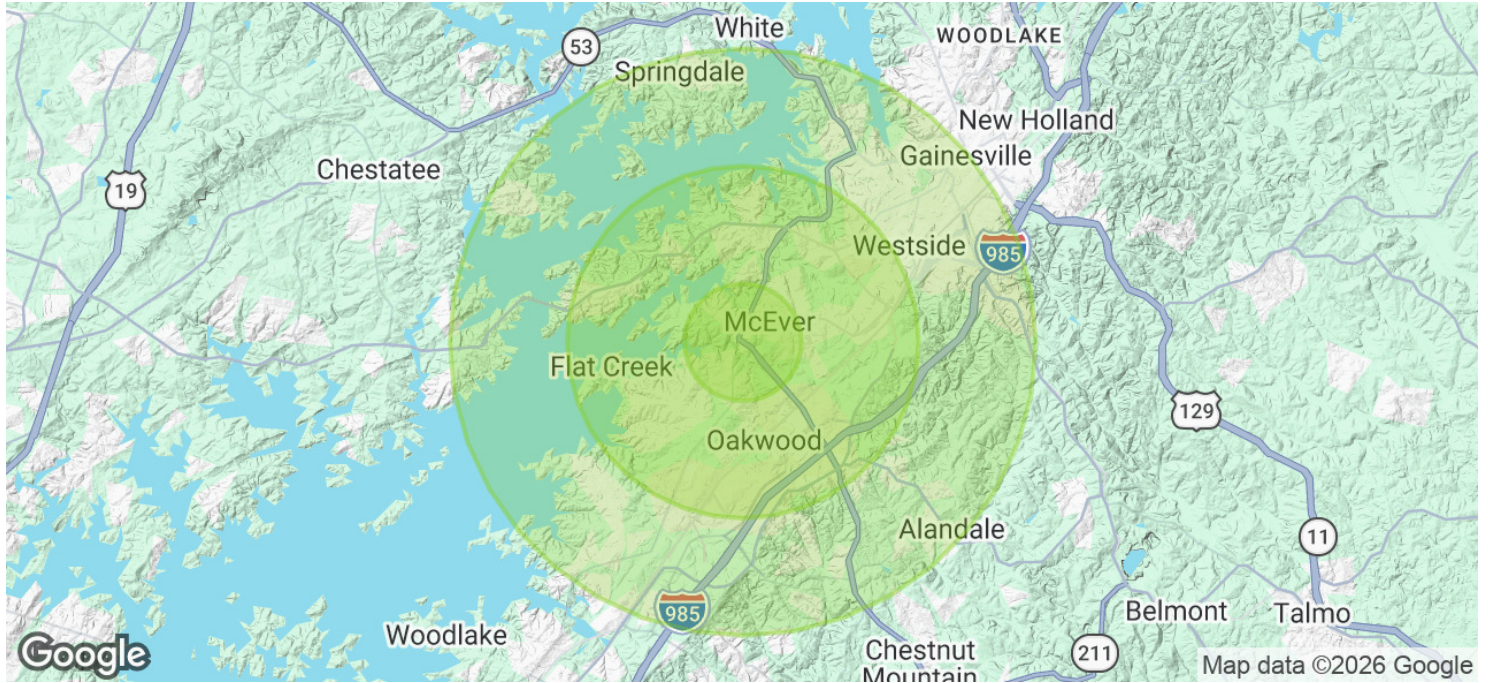 White
53
WOODLAKE
Springdale
New Holland
Gainesville
Chestatee
19
Westside
985
McEver
Flat Creek
129
Oakwood
Alandale
11
985
Belmont
Talmo
Woodlake
Chestnut
Mountain
211
Google
Map data ©2026 Google